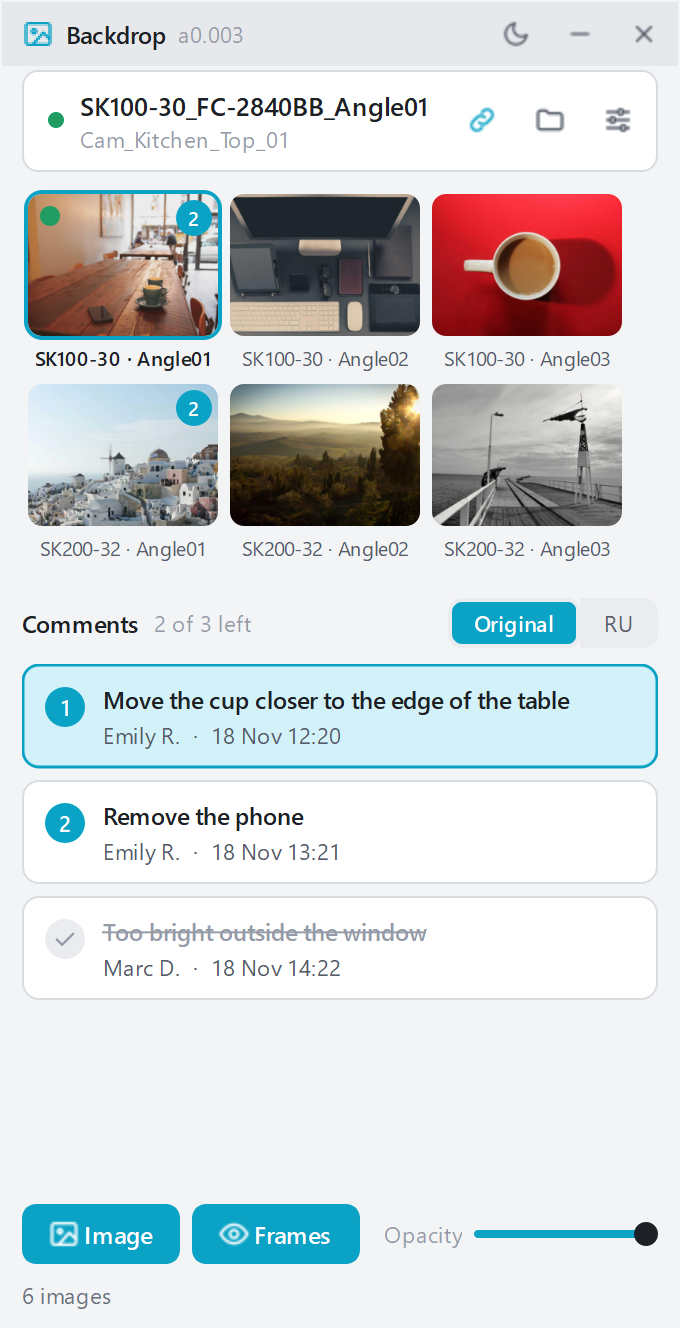 Backdrop a0.003
SK100-30_FC-2840BB_Angle01
Cam_Kitchen_Top_01
2
SK100-30 · Angle01 SK100-30 · Angle02 SK100-30 · Angle03
2
SK200-32 · Angle01 SK200-32 · Angle02 SK200-32 · Angle03
Comments 2 of 3 left Original RU
1 Move the cup closer to the edge of the table
Emily R. · 18 Nov 12:20
2 Remove the phone
Emily R. · 18 Nov 13:21
Too bright outside the window
Marc D. · 18 Nov 14:22
Image Frames Opacity
6 images